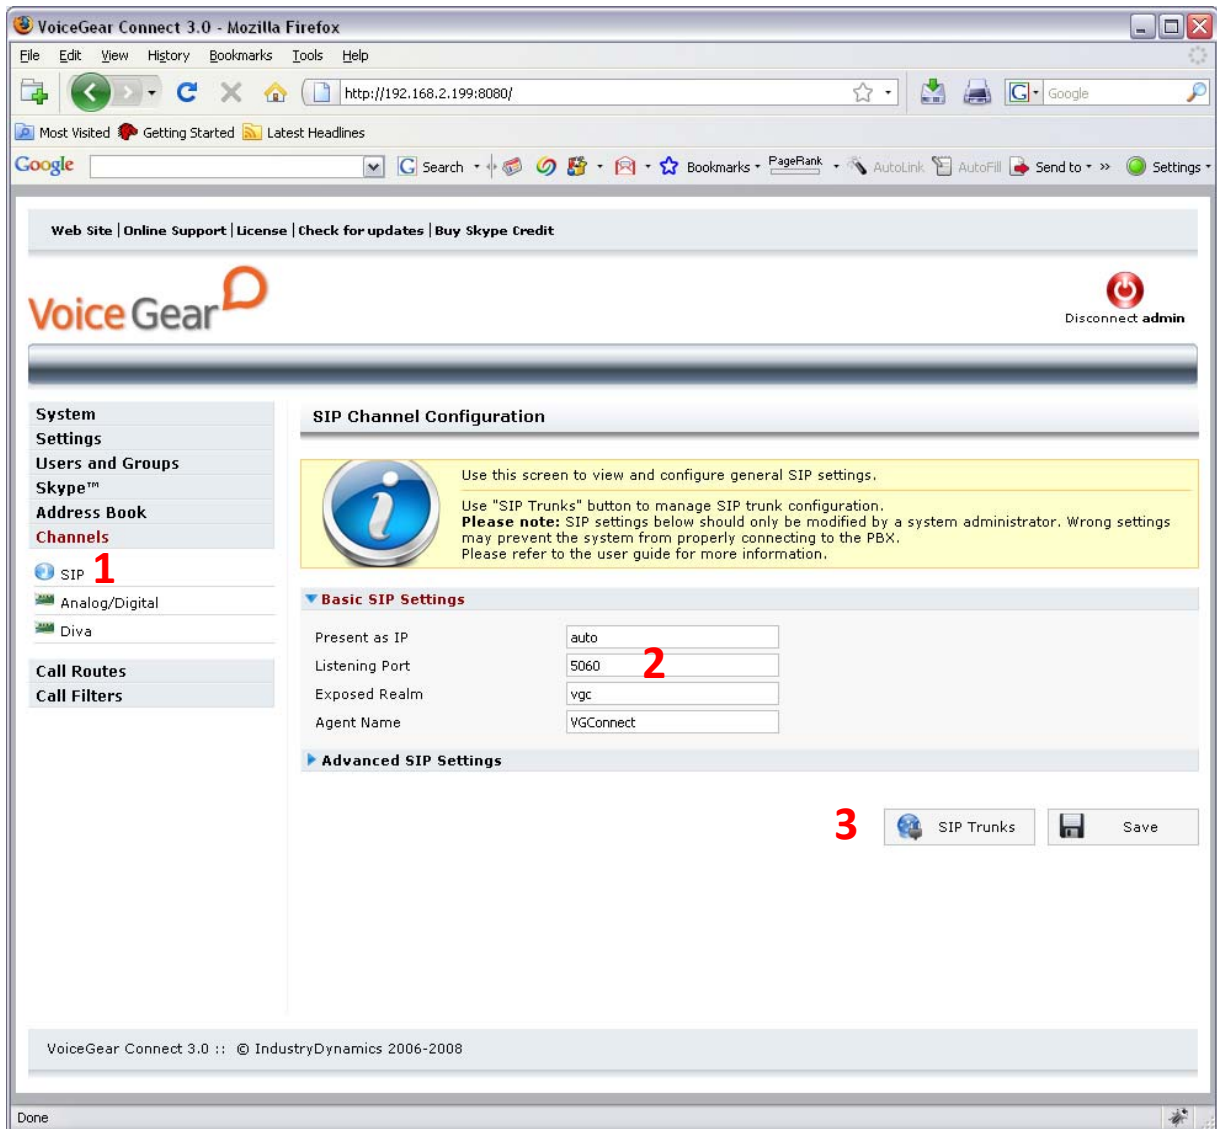 VoiceGear Connect 3.0 - Mozilla Firefox
File Edit View History Bookmarks Tools Help
http://192.168.2.199:8080/ G Google
Most Visited Getting Started Latest Headlines
Google G Search Bookmarks PageRank AutoLink AutoFill Send to » Settings
Web Site | Online Support | License | Check for updates | Buy Skype Credit
Voice Gear
Disconnect admin
System
Settings
Users and Groups
Skype™
Address Book
Channels
SIP 1
Analog/Digital
Diva
Call Routes
Call Filters
SIP Channel Configuration
i
Use this screen to view and configure general SIP settings.
Use "SIP Trunks" button to manage SIP trunk configuration.
Please note: SIP settings below should only be modified by a system administrator. Wrong settings
may prevent the system from properly connecting to the PBX.
Please refer to the user guide for more information.
Basic SIP Settings
Present as IP auto
Listening Port 5060 2
Exposed Realm vgc
Agent Name VGConnect
Advanced SIP Settings
3 SIP Trunks Save
VoiceGear Connect 3.0 :: © IndustryDynamics 2006-2008
Done